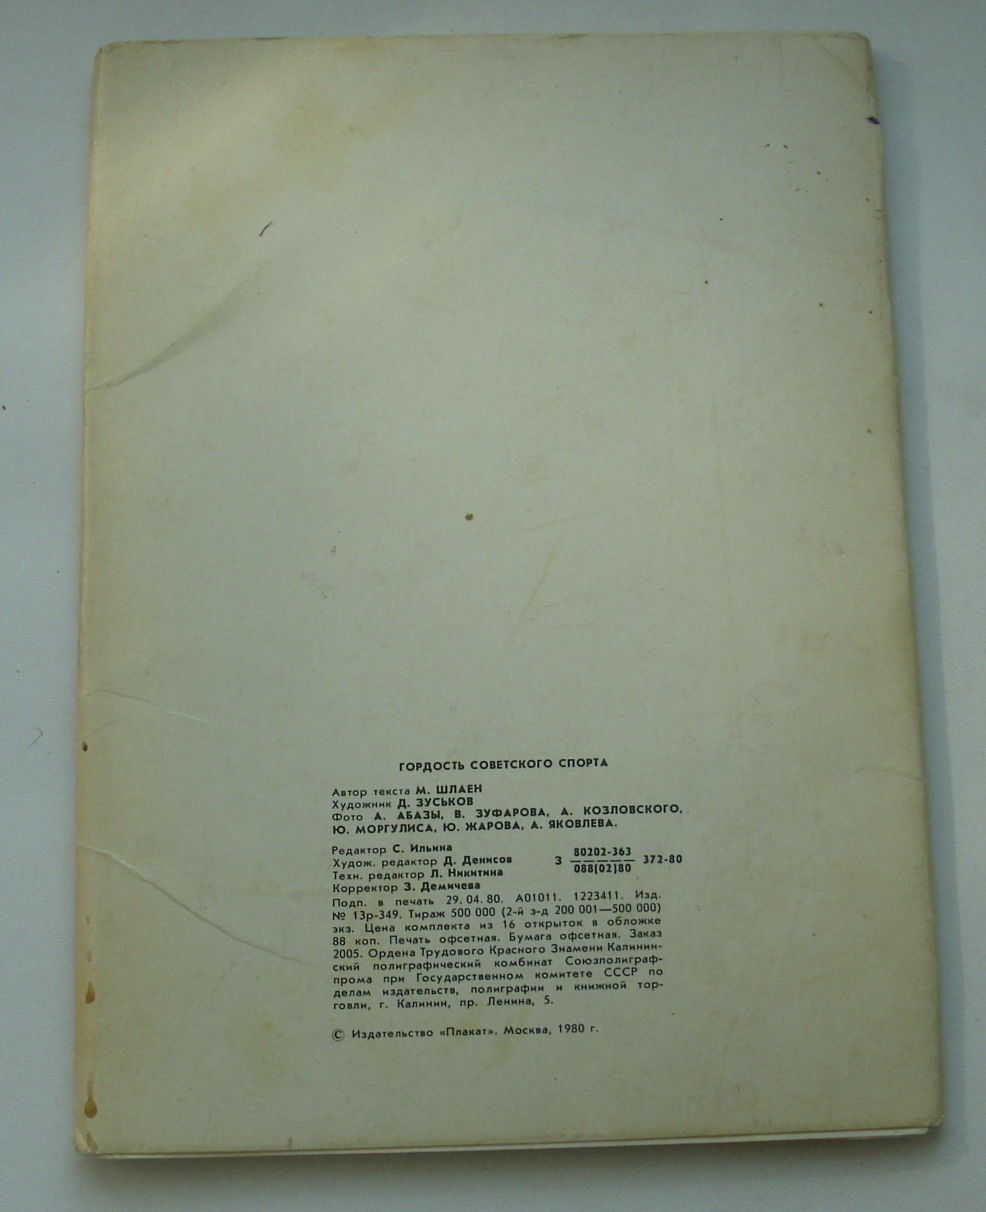 ГОРДОСТЬ СОВЕТСКОГО СПОРТА
Автор текста М. ШЛАЕН
Художник Д. ЗУСЬКОВ
Фото А. АБАЗЫ, В. ЗУФАРОВА, А. КОЗЛОВСКОГО,
Ю. МОРГУЛИСА, Ю. ЖАРОВА, А. ЯКОВЛЕВА.
Редактор С. Ильина
Худож. редактор Д. Денисов
Техн. редактор Л. Никитина
Корректор З. Демичева
80202-363
З ———— 372-80
088(02)80
Подп. в печать 29.04.80. А01011. 1223411. Изд.
№ 13р-349. Тираж 500 000 (2-й з-д 200 001—500 000)
экз. Цена комплекта из 16 открыток в обложке
88 коп. Печать офсетная. Бумага офсетная. Заказ
2005. Ордена Трудового Красного Знамени Калинин-
ский полиграфический комбинат Союзполиграф-
прома при Государственном комитете СССР по
делам издательств, полиграфии и книжной тор-
говли, г. Калинин, пр. Ленина, 5.
© Издательство «Плакат». Москва, 1980 г.